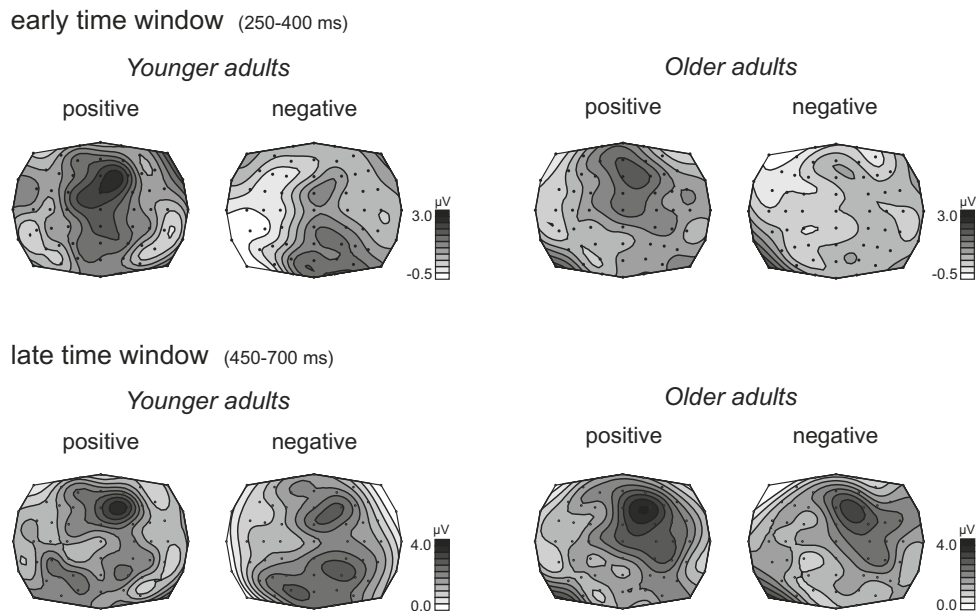 early time window (250-400 ms)
Younger adults
Older adults
positive
negative
positive
negative
µV
3.0
-0.5
µV
3.0
-0.5
late time window (450-700 ms)
Younger adults
Older adults
positive
negative
positive
negative
µV
4.0
0.0
µV
4.0
0.0